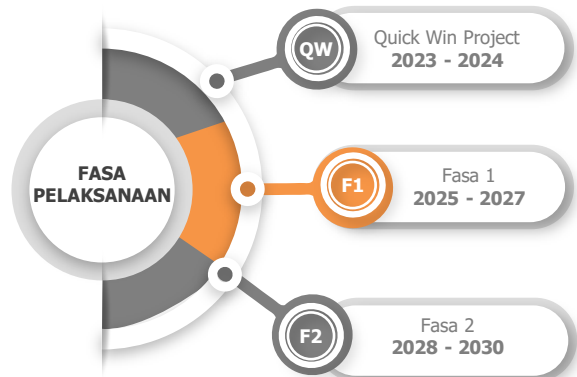 FASA
PELAKSANAAN
QW
Quick Win Project
2023 - 2024
F1
Fasa 1
2025 - 2027
F2
Fasa 2
2028 - 2030